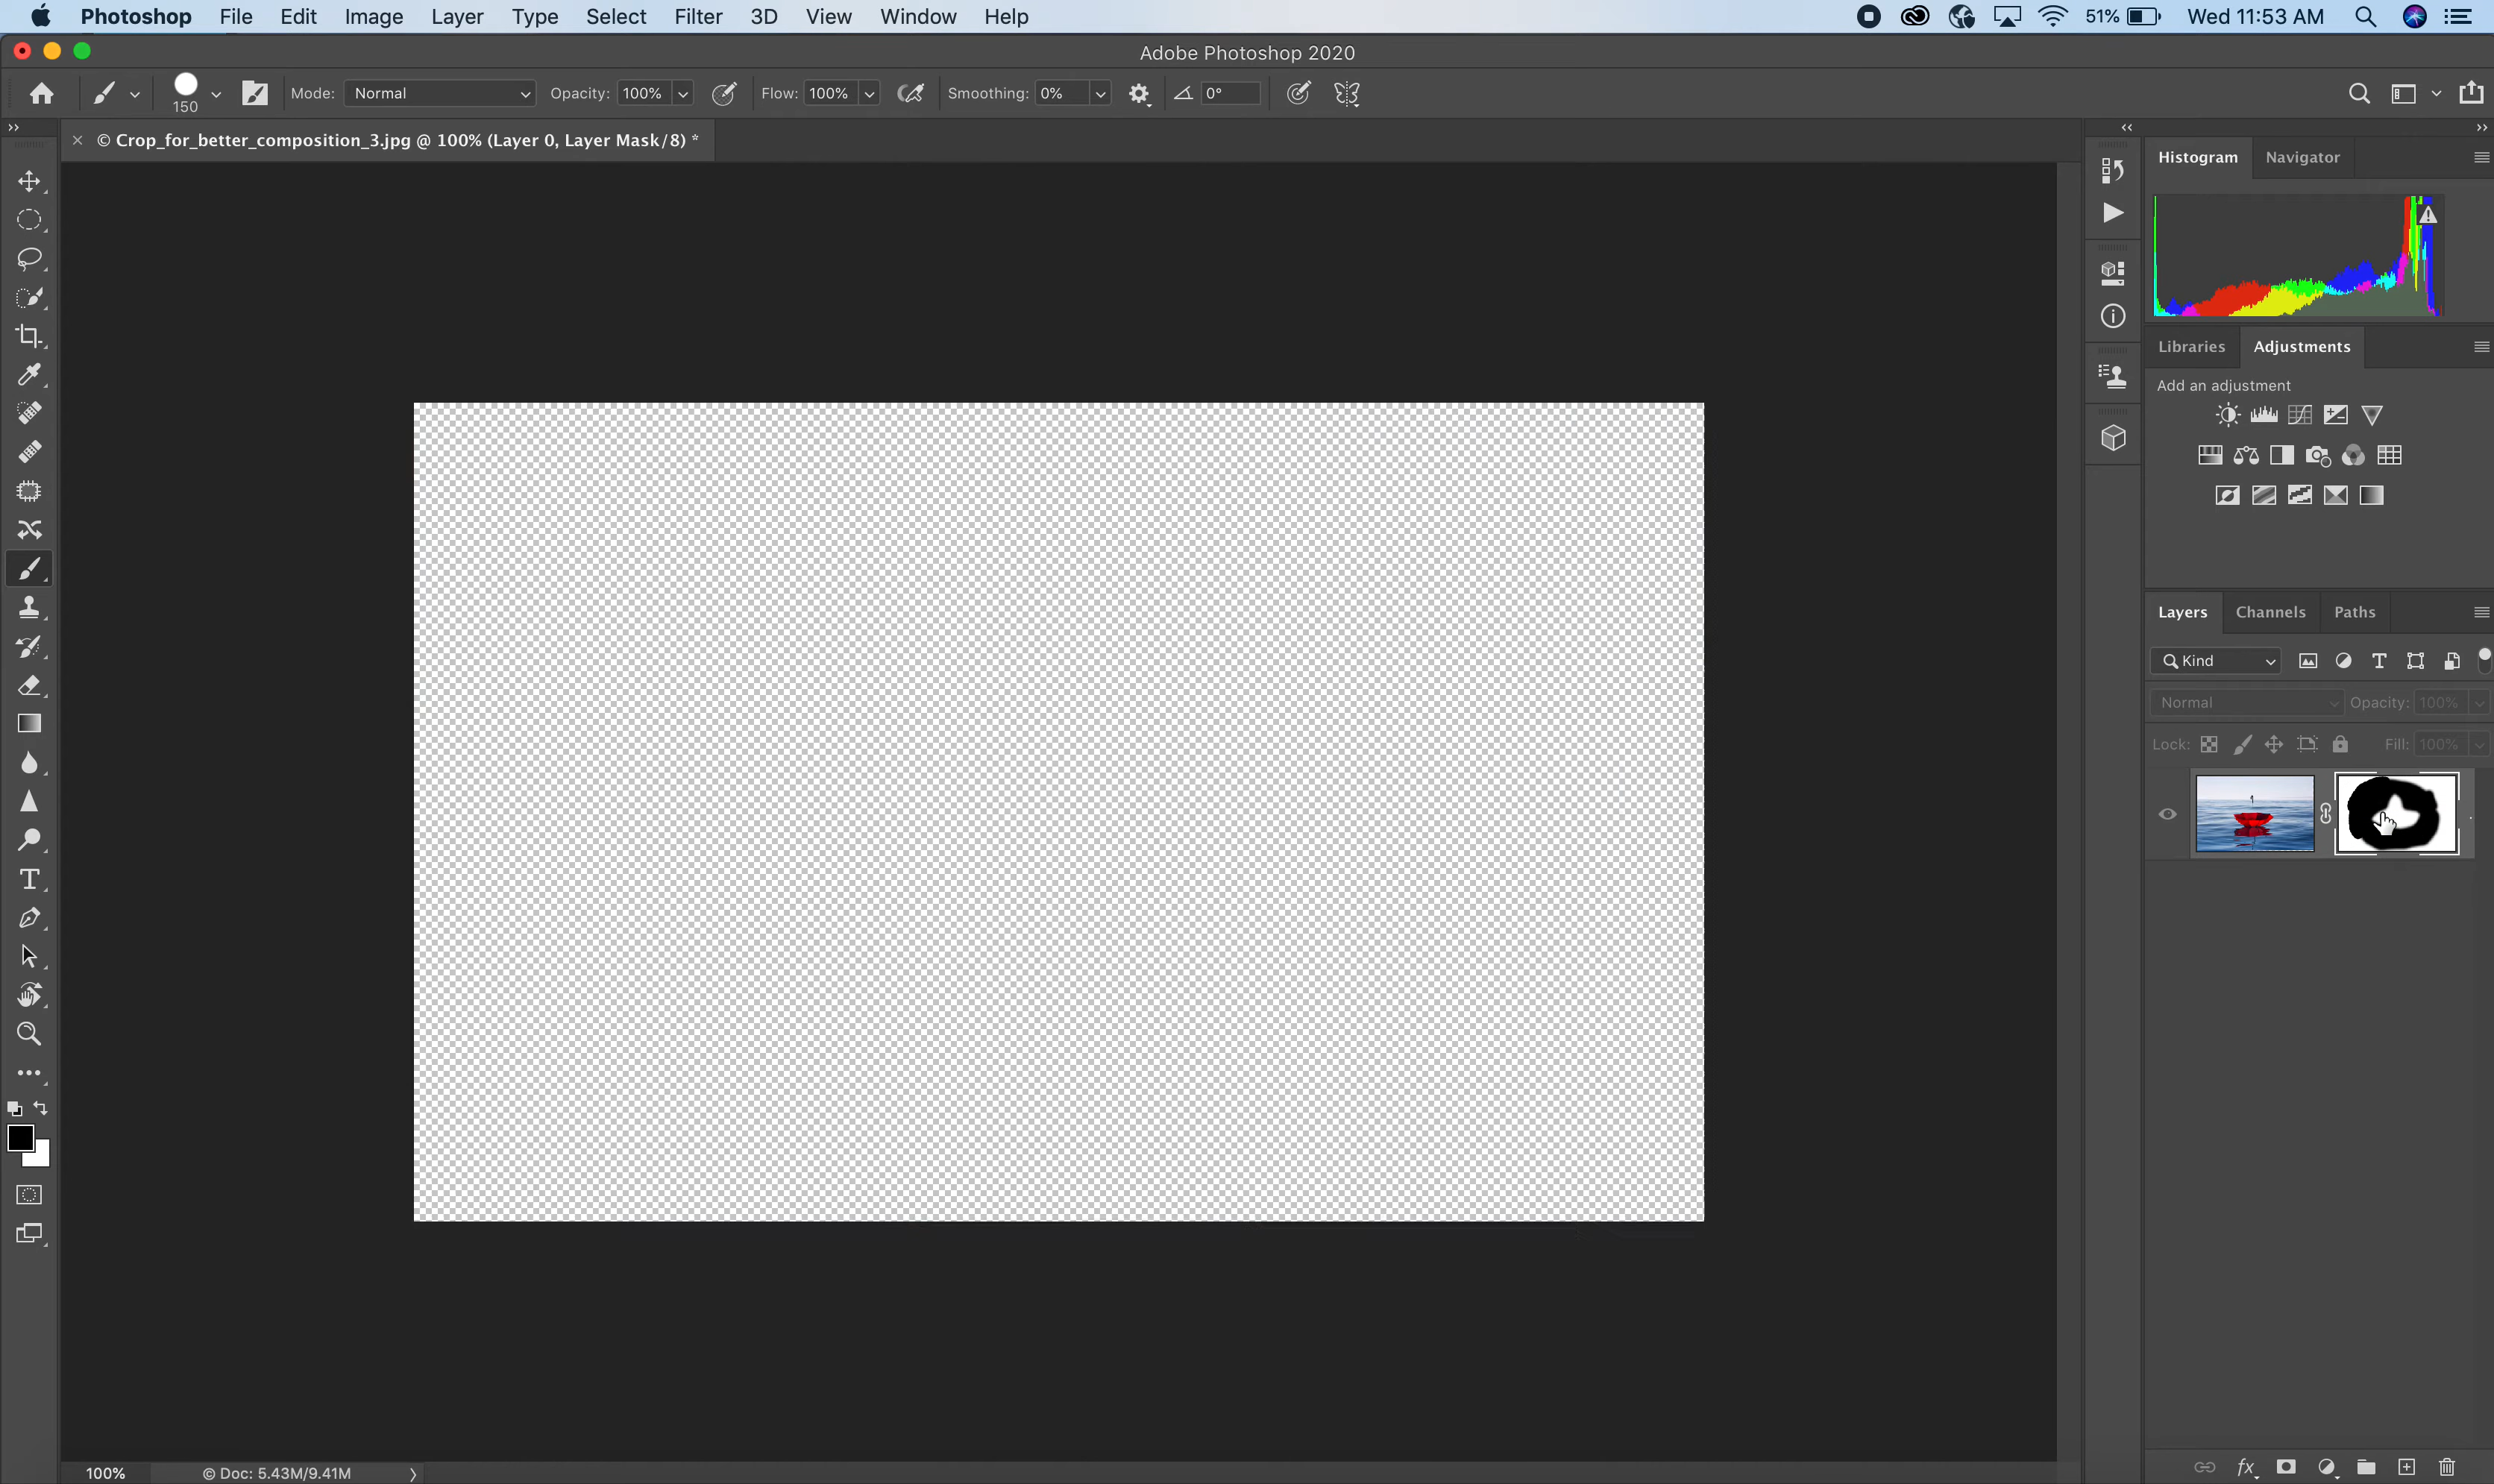 Photoshop File Edit Image Layer Type Select Filter 3D View Window Help 51% Wed 11:53 AM
Adobe Photoshop 2020
150 Mode: Normal Opacity: 100% Flow: 100% Smoothing: 0% 0°
© Crop_for_better_composition_3.jpg @ 100% (Layer 0, Layer Mask/8) *
Histogram Navigator
Libraries Adjustments
Add an adjustment
Layers Channels Paths
Kind
Normal Opacity: 100%
Lock: Fill: 100%
100% © Doc: 5.43M/9.41M